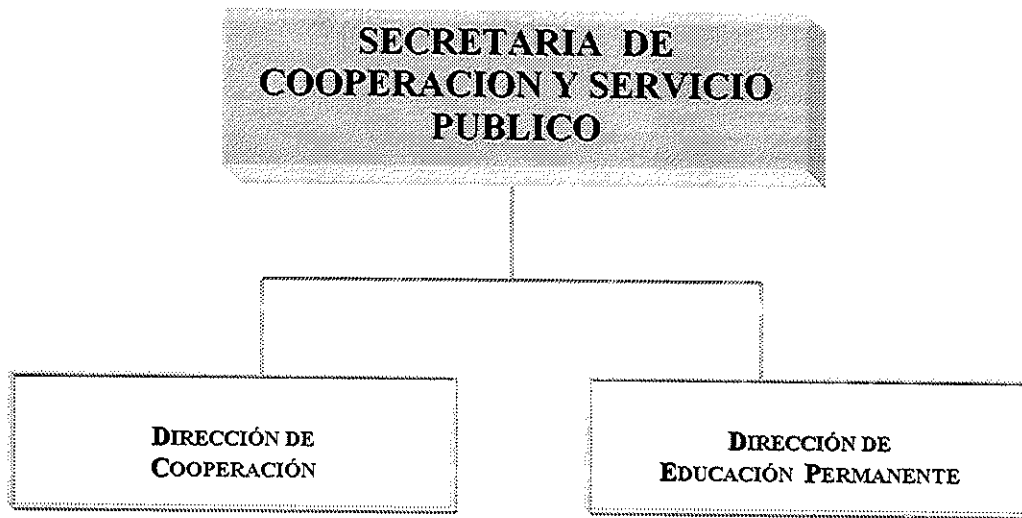 SECRETARIA DE
COOPERACION Y SERVICIO
PUBLICO
DIRECCIÓN DE
COOPERACIÓN
DIRECCIÓN DE
EDUCACIÓN PERMANENTE